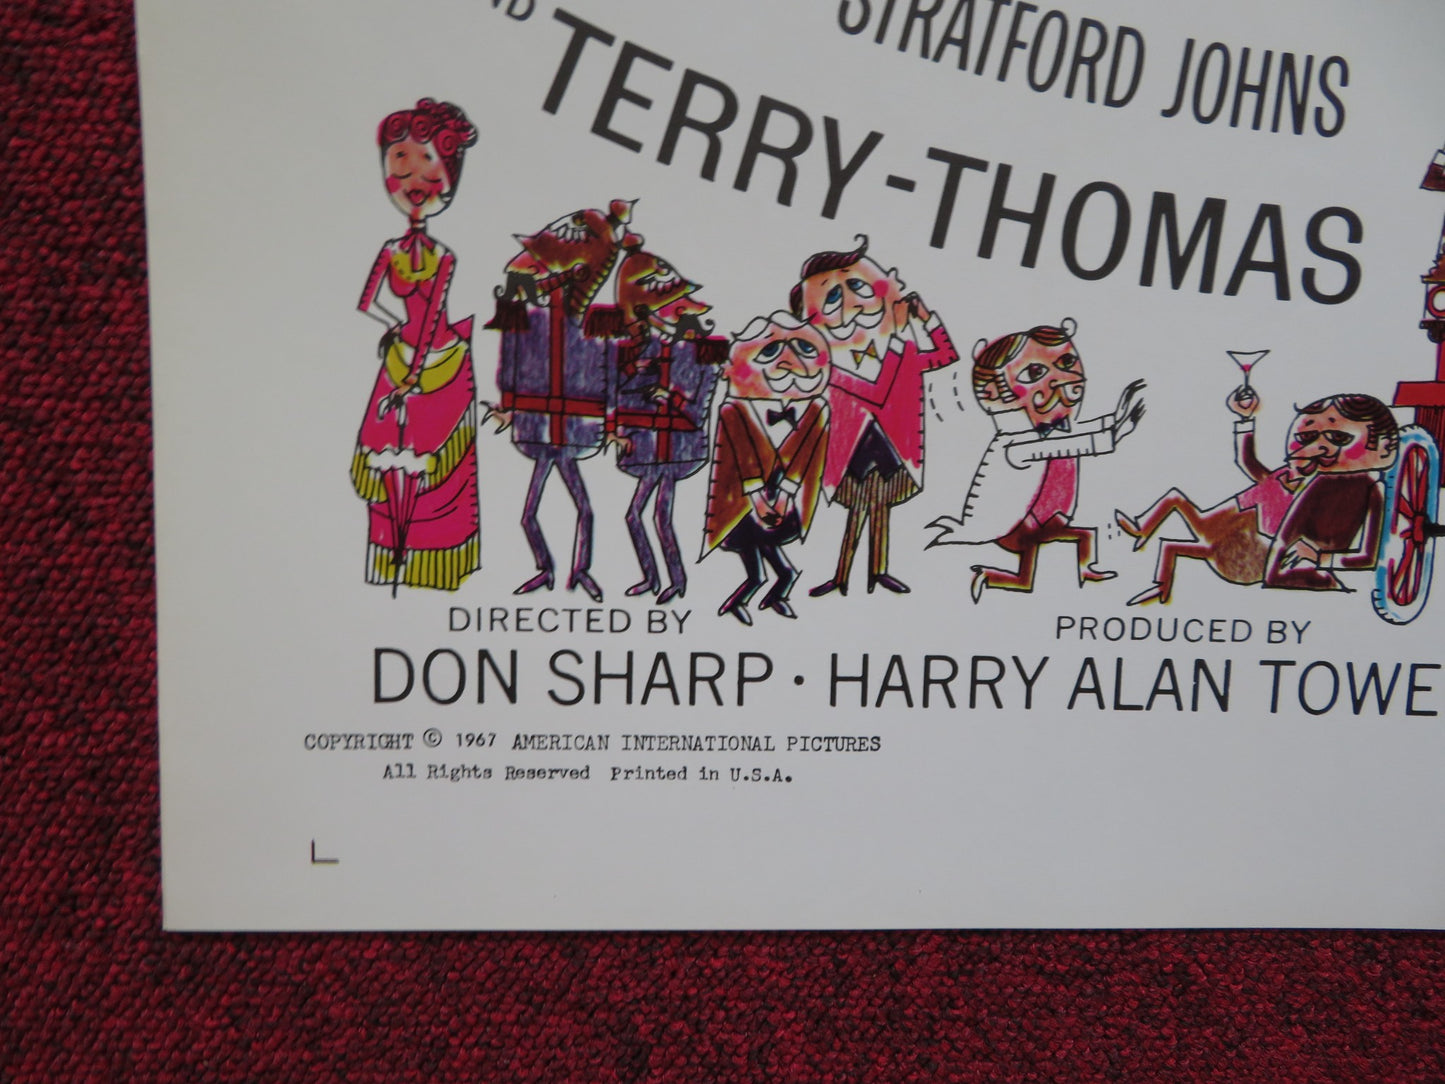 STRATFORD JOHNS
TERRY-THOMAS
DIRECTED BY
PRODUCED BY
DON SHARP · HARRY ALAN TOWE
COPYRIGHT © 1967 AMERICAN INTERNATIONAL PICTURES
All Rights Reserved Printed in U.S.A.